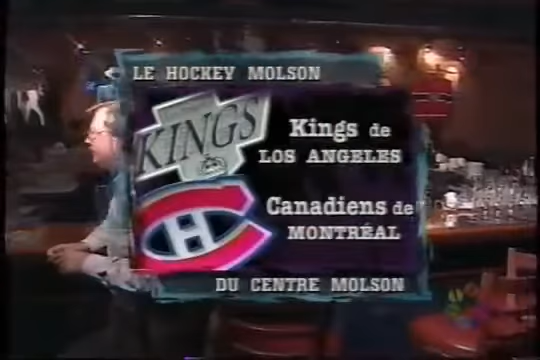 LE HOCKEY MOLSON
KINGS
Kings de
LOS ANGELES
Canadiens de
MONTRÉAL
DU CENTRE MOLSON